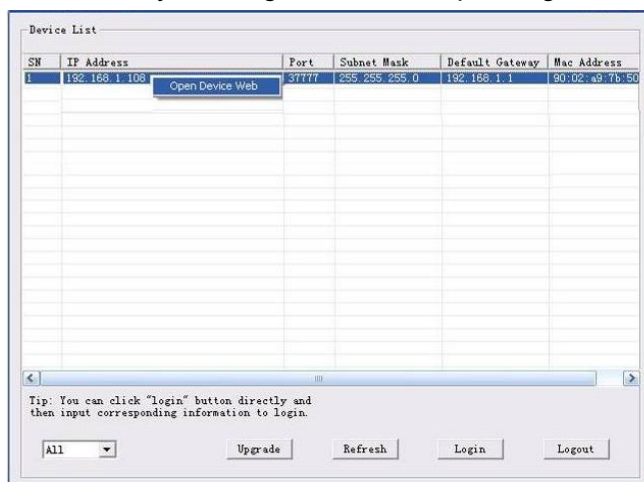 Device List
SN IP Address Port Subnet Mask Default Gateway Mac Address
1 192.168.1.108 37777 255.255.255.0 192.168.1.1 90:02:a9:7b:50
Open Device Web
Tip: You can click "login" button directly and
then input corresponding information to login.
All Upgrade Refresh Login Logout